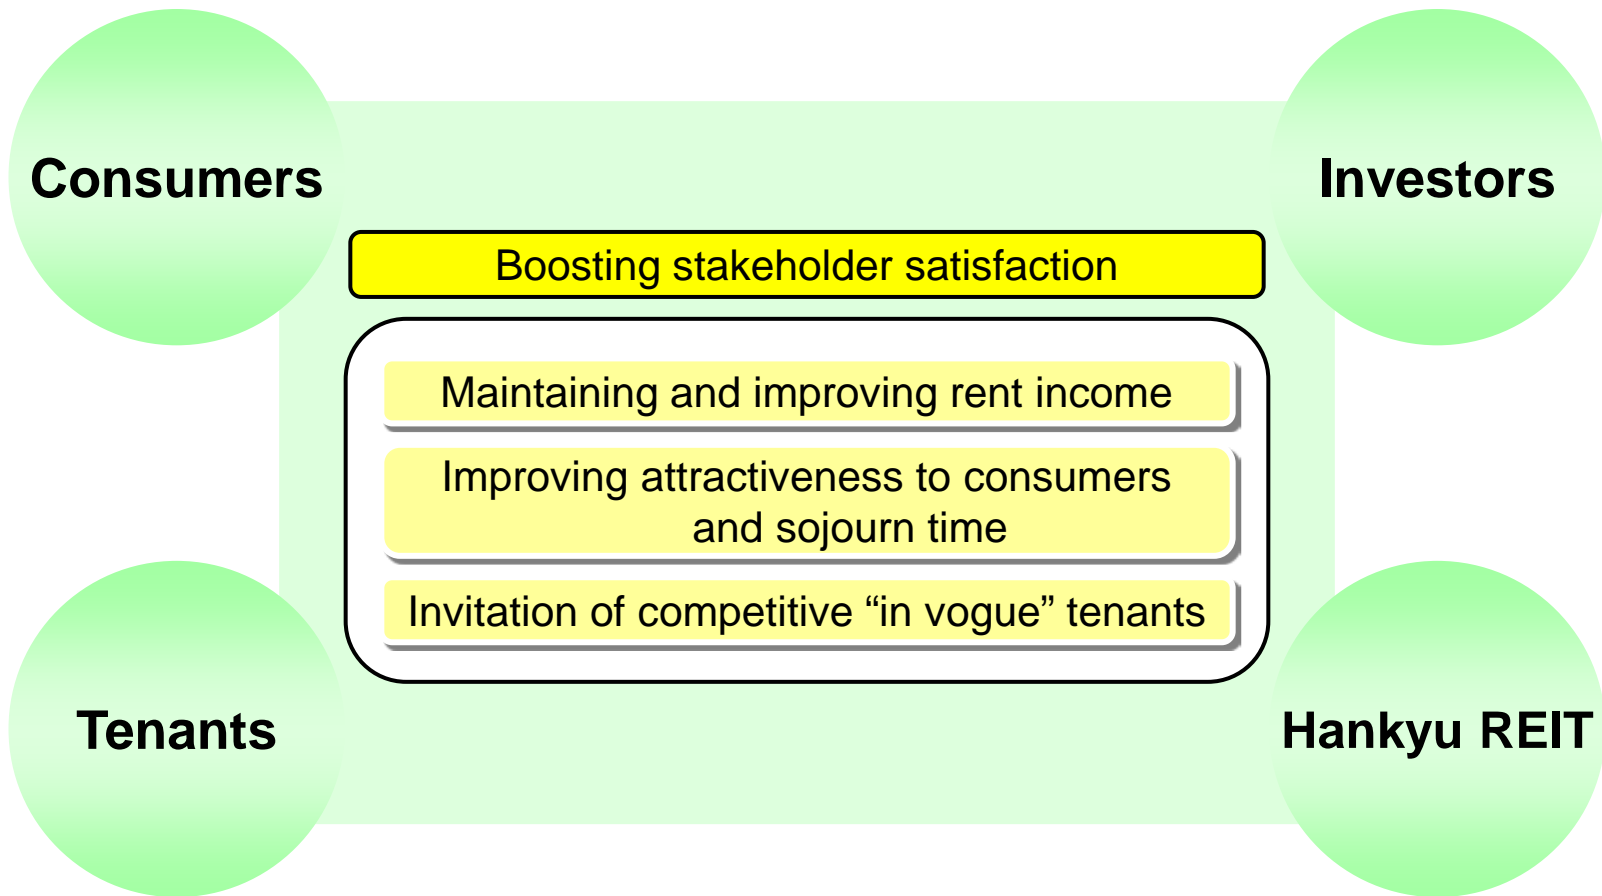 Consumers
Investors
Boosting stakeholder satisfaction
Maintaining and improving rent income
Improving attractiveness to consumers
and sojourn time
Invitation of competitive “in vogue” tenants
Tenants
Hankyu REIT